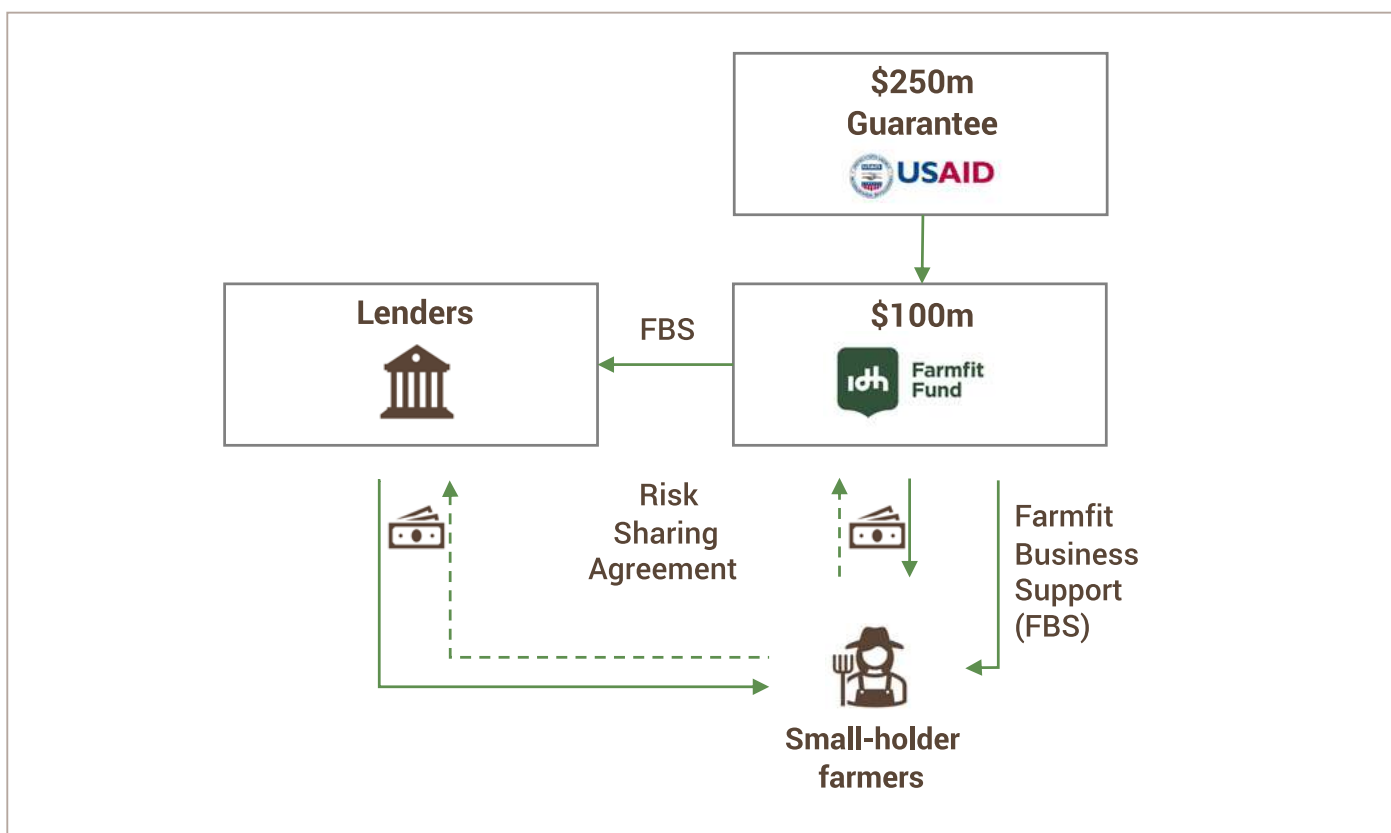 $250m
Guarantee
USAID
Lenders
FBS
$100m
idh
Farmfit
Fund
Risk
Sharing
Agreement
Farmfit
Business
Support
(FBS)
Small-holder
farmers